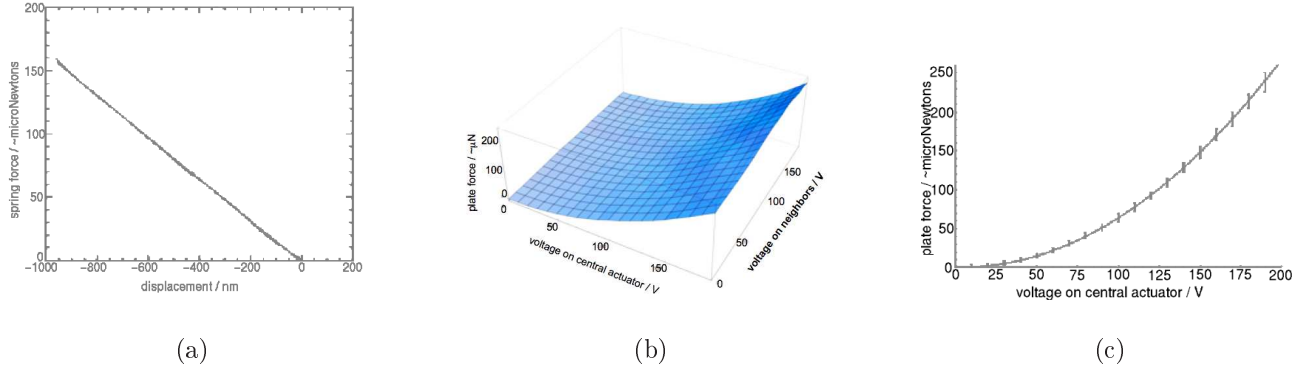 200
150
100
50
0
−1000 −800 −600 −400 −200 0 200
spring force / ~microNewtons
displacement / nm
(a)
200
100
0
plate force / ~μN
0 50 100 150
voltage on central actuator / V
0 50 100 150
voltage on neighbors / V
(b)
250
200
150
100
50
0
0 25 50 75 100 125 150 175 200
plate force / ~microNewtons
voltage on central actuator / V
(c)